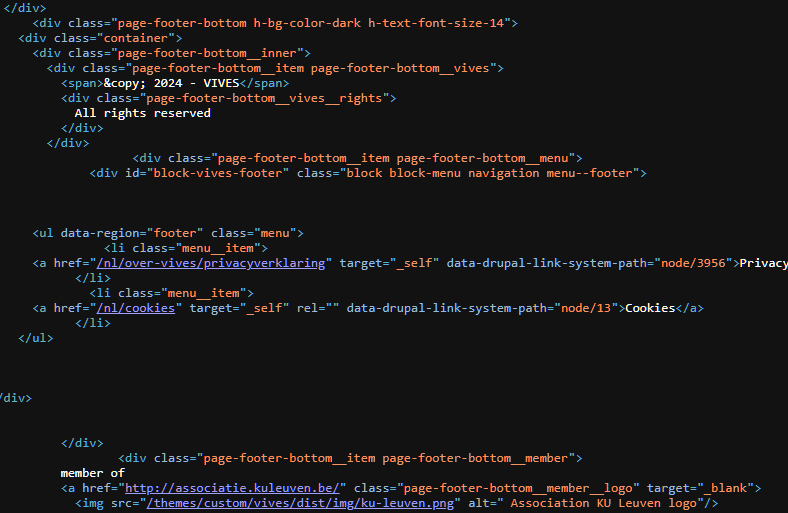 </div>
<div class="page-footer-bottom h-bg-color-dark h-text-font-size-14">
<div class="container">
<div class="page-footer-bottom__inner">
<div class="page-footer-bottom__item page-footer-bottom__vives">
<span>&copy; 2024 - VIVES</span>
<div class="page-footer-bottom__vives__rights">
All rights reserved
</div>
</div>
<div class="page-footer-bottom__item page-footer-bottom__menu">
<div id="block-vives-footer" class="block block-menu navigation menu--footer">
<ul data-region="footer" class="menu">
<li class="menu__item">
<a href="/nl/over-vives/privacyverklaring" target="_self" data-drupal-link-system-path="node/3956">Privacy
</li>
<li class="menu__item">
<a href="/nl/cookies" target="_self" rel="" data-drupal-link-system-path="node/13">Cookies</a>
</li>
</ul>
/div>
</div>
<div class="page-footer-bottom__item page-footer-bottom__member">
member of
<a href="http://associatie.kuleuven.be/" class="page-footer-bottom__member__logo" target="_blank">
<img src="/themes/custom/vives/dist/img/ku-leuven.png" alt=" Association KU Leuven logo"/>